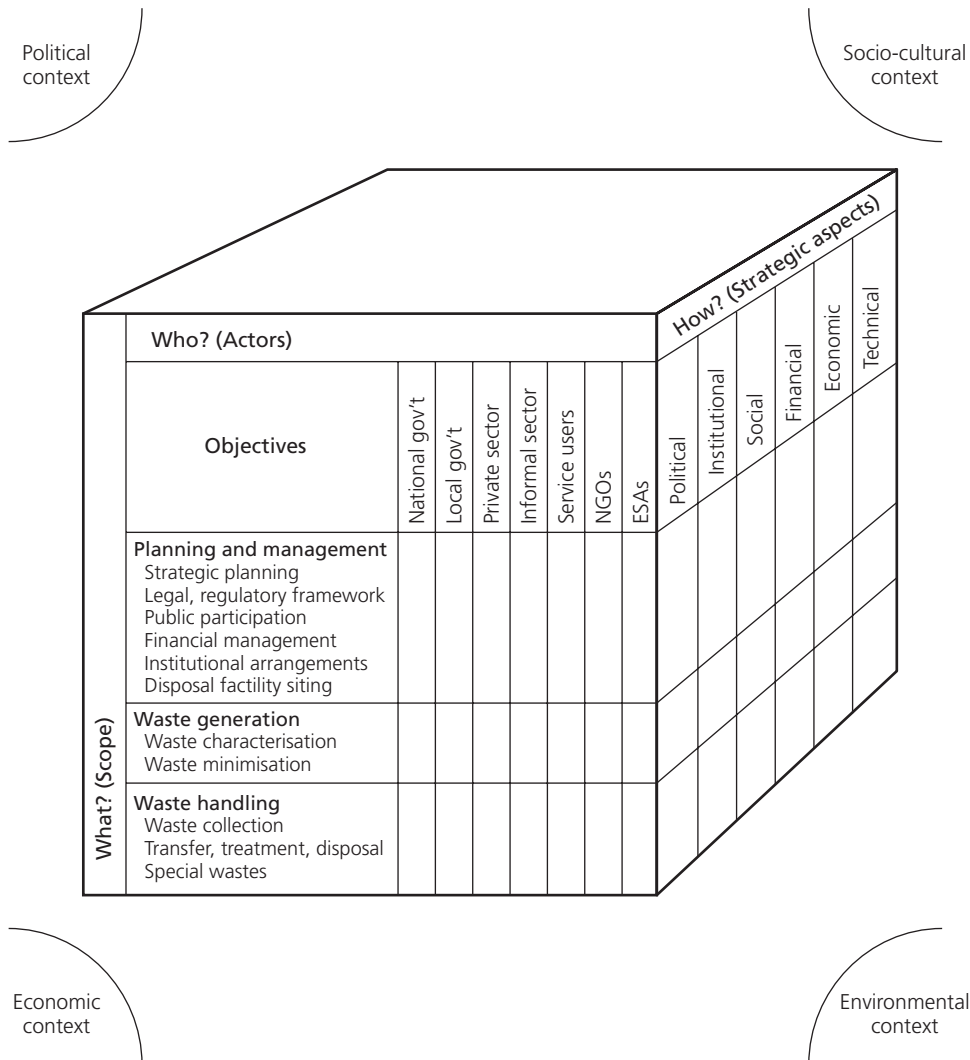 Political
context
Socio-cultural
context
How? (Strategic aspects)
Who? (Actors)
Objectives
National gov't
Local gov't
Private sector
Informal sector
Service users
NGOs
ESAs
Political
Institutional
Social
Financial
Economic
Technical
What? (Scope)
Planning and management
Strategic planning
Legal, regulatory framework
Public participation
Financial management
Institutional arrangements
Disposal factility siting
Waste generation
Waste characterisation
Waste minimisation
Waste handling
Waste collection
Transfer, treatment, disposal
Special wastes
Economic
context
Environmental
context